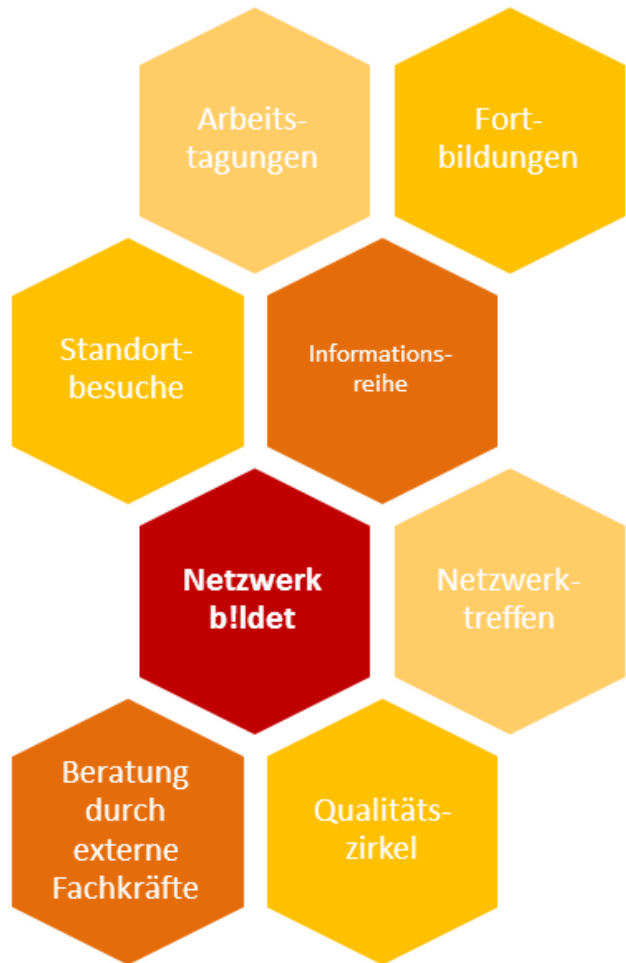 Arbeits-
tagungen
Fort-
bildungen
Standort-
besuche
Informations-
reihe
Netzwerk
b!ldet
Netzwerk-
treffen
Beratung
durch
externe
Fachkräfte
Qualitäts-
zirkel